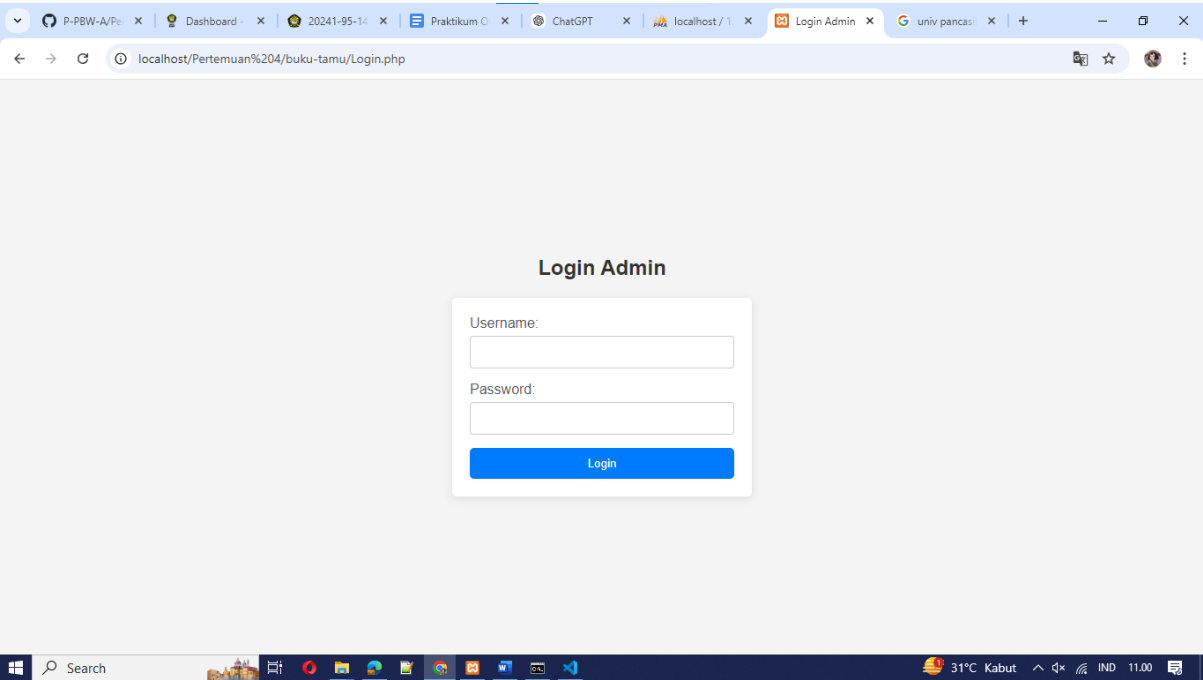 P-PBW-A/Pe
Dashboard -
20241-95-14
Praktikum O
ChatGPT
localhost / 1
Login Admin
univ pancasi
localhost/Pertemuan%204/buku-tamu/Login.php
Login Admin
Username:
Password:
Login
Search
31°C Kabut
IND
11.00